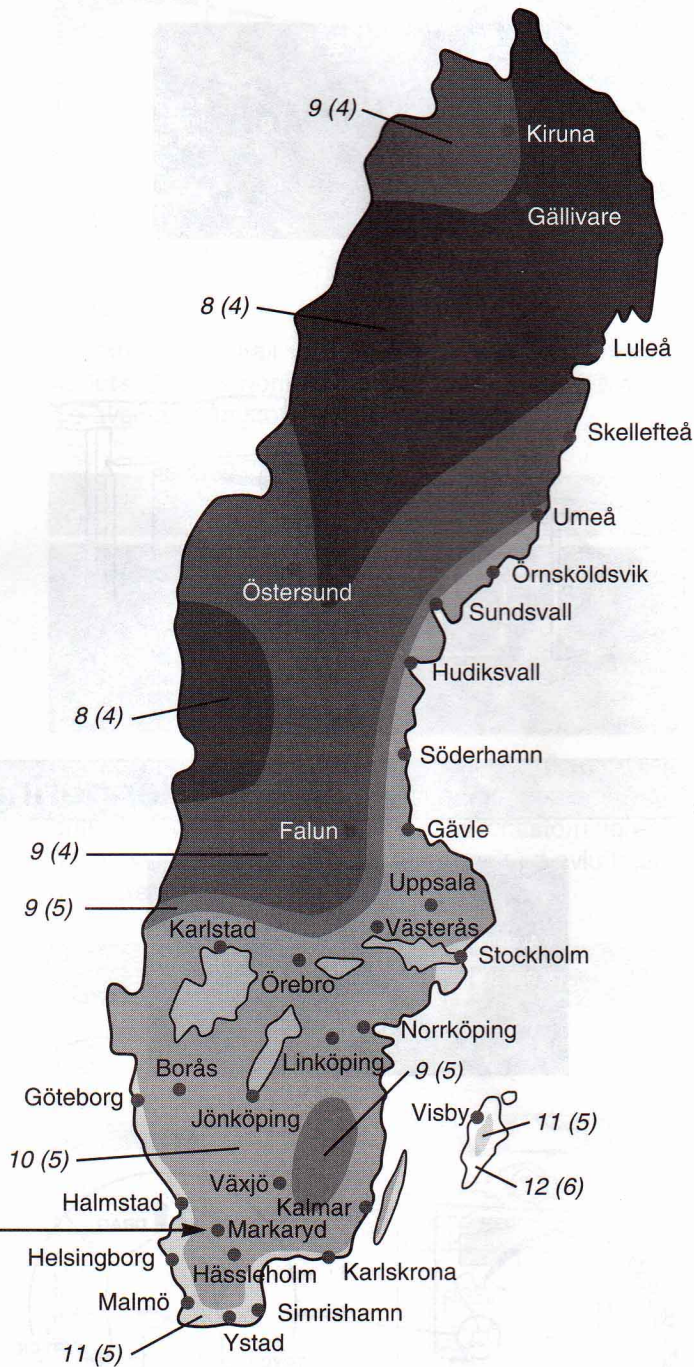 9 (4)
Kiruna
Gällivare
8 (4)
Luleå
Skellefteå
Umeå
Örnsköldsvik
Östersund
Sundsvall
Hudiksvall
8 (4)
Söderhamn
Falun
Gävle
9 (4)
Uppsala
9 (5)
Karlstad
Västerås
Stockholm
Örebro
Norrköping
Linköping
9 (5)
Borås
Göteborg
Jönköping
Visby
11 (5)
10 (5)
Växjö
12 (6)
Halmstad
Kalmar
Markaryd
Helsingborg
Hässleholm
Karlskrona
Malmö
Simrishamn
Ystad
11 (5)